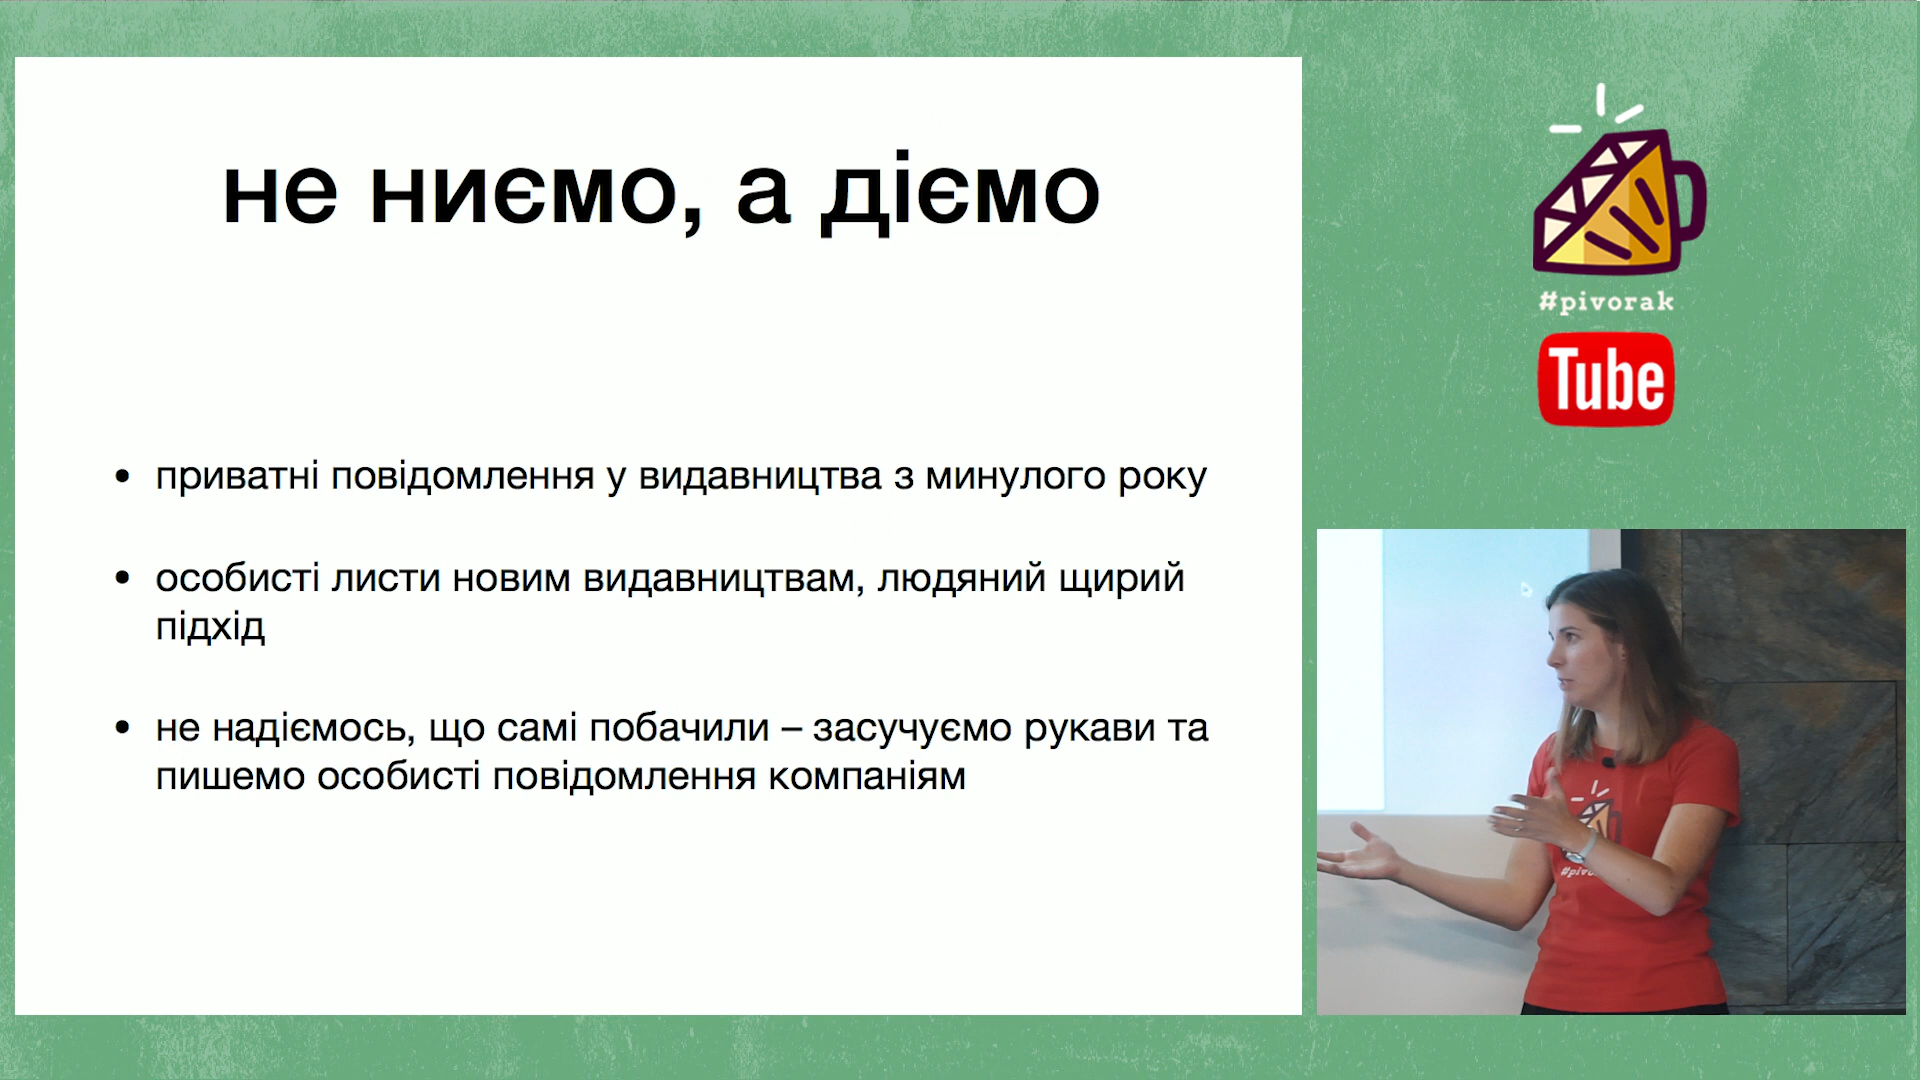 не ниємо, а діємо
• приватні повідомлення у видавництва з минулого року
• особисті листи новим видавництвам, людяний щирий
підхід
• не надіємось, що самі побачили – засучуємо рукави та
пишемо особисті повідомлення компаніям
#pivorak
Tube